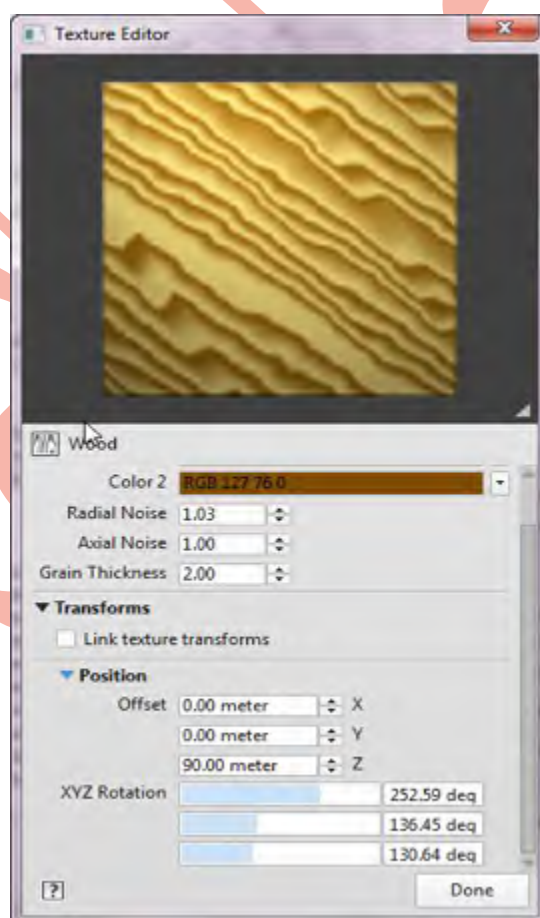 Texture Editor
Wood
Color 2 RGB 127 76 0
Radial Noise 1.03
Axial Noise 1.00
Grain Thickness 2.00
Transforms
Link texture transforms
Position
Offset 0.00 meter X
0.00 meter Y
90.00 meter Z
XYZ Rotation 252.59 deg
136.45 deg
130.64 deg
? Done